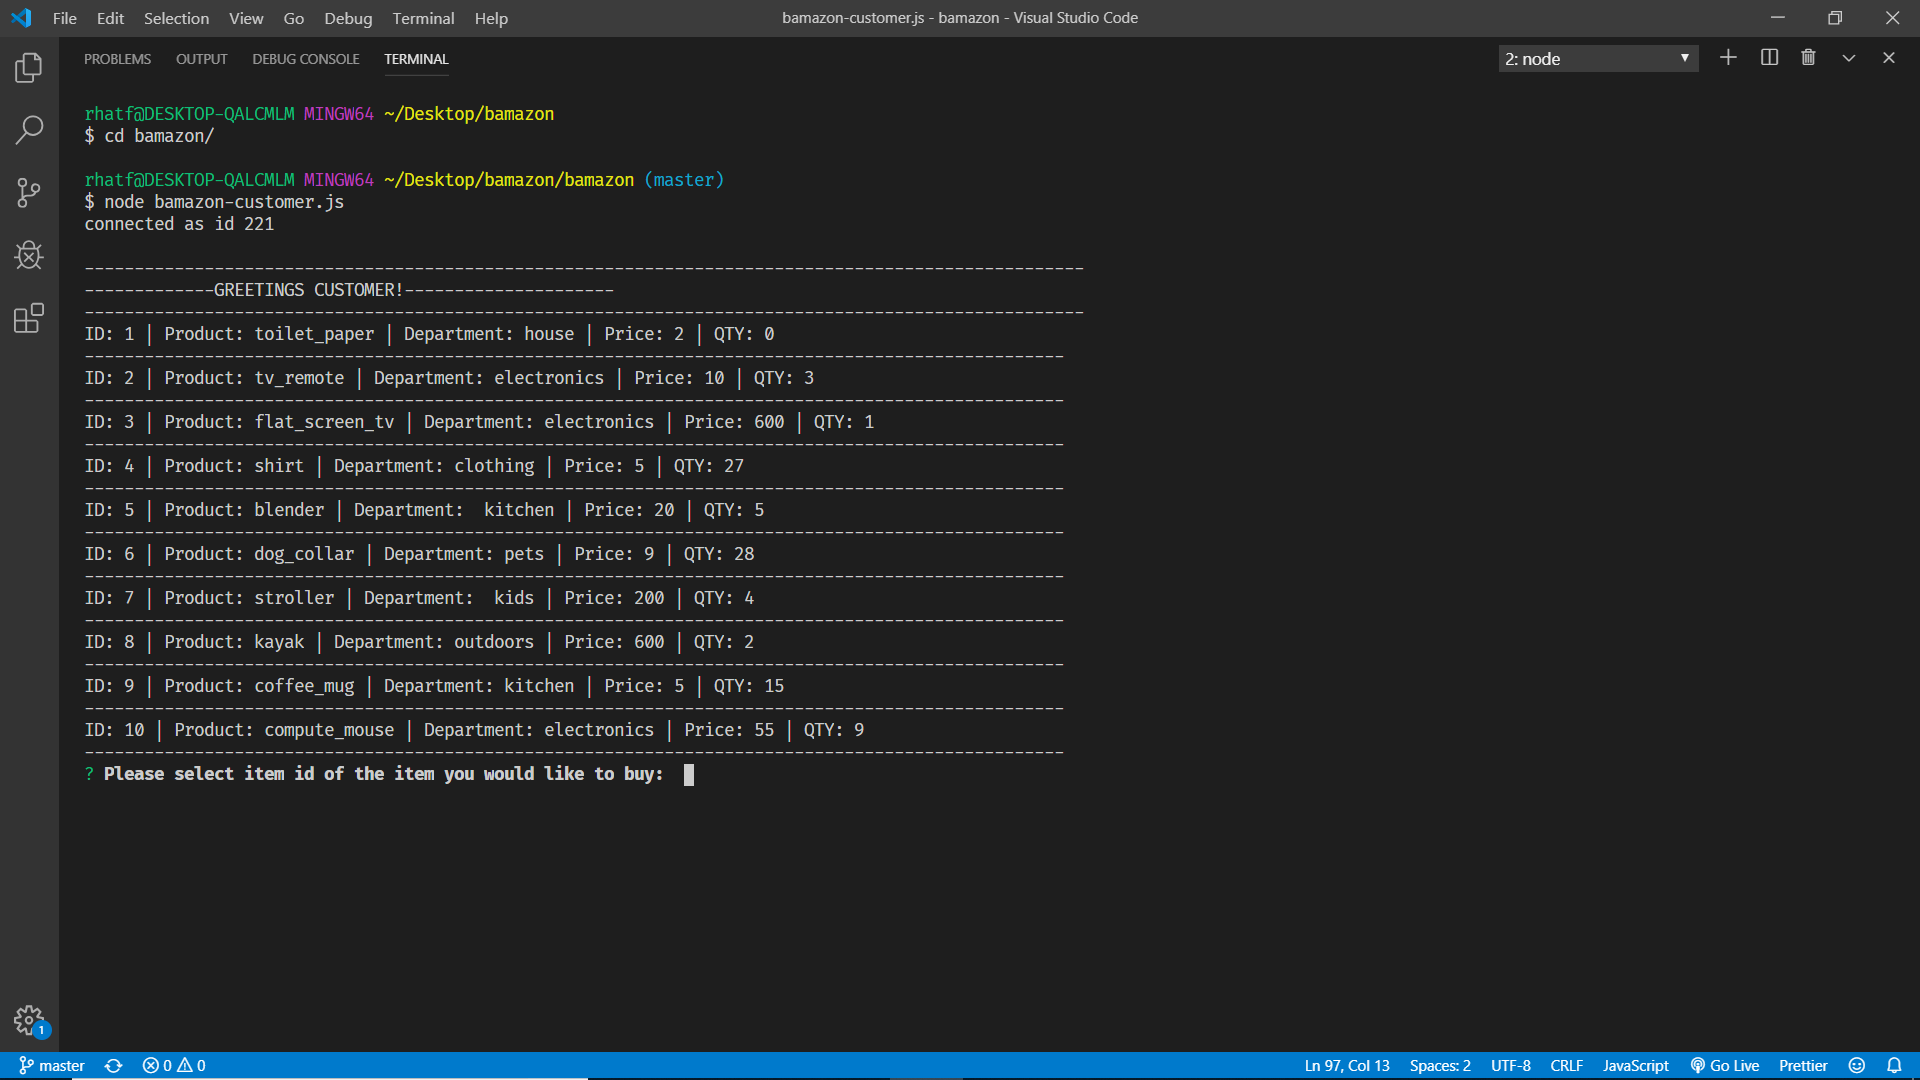 File Edit Selection View Go Debug Terminal Help
bamazon-customer.js - bamazon - Visual Studio Code
PROBLEMS OUTPUT DEBUG CONSOLE TERMINAL
2: node
rhatf@DESKTOP-QALCMLM MINGW64 ~/Desktop/bamazon
$ cd bamazon/
rhatf@DESKTOP-QALCMLM MINGW64 ~/Desktop/bamazon/bamazon (master)
$ node bamazon-customer.js
connected as id 221
----------------------------------------------------------------------------------------------------
-------------GREETINGS CUSTOMER!---------------------
----------------------------------------------------------------------------------------------------
ID: 1 | Product: toilet_paper | Department: house | Price: 2 | QTY: 0
--------------------------------------------------------------------------------------------------
ID: 2 | Product: tv_remote | Department: electronics | Price: 10 | QTY: 3
--------------------------------------------------------------------------------------------------
ID: 3 | Product: flat_screen_tv | Department: electronics | Price: 600 | QTY: 1
--------------------------------------------------------------------------------------------------
ID: 4 | Product: shirt | Department: clothing | Price: 5 | QTY: 27
--------------------------------------------------------------------------------------------------
ID: 5 | Product: blender | Department:  kitchen | Price: 20 | QTY: 5
--------------------------------------------------------------------------------------------------
ID: 6 | Product: dog_collar | Department: pets | Price: 9 | QTY: 28
--------------------------------------------------------------------------------------------------
ID: 7 | Product: stroller | Department:  kids | Price: 200 | QTY: 4
--------------------------------------------------------------------------------------------------
ID: 8 | Product: kayak | Department: outdoors | Price: 600 | QTY: 2
--------------------------------------------------------------------------------------------------
ID: 9 | Product: coffee_mug | Department: kitchen | Price: 5 | QTY: 15
--------------------------------------------------------------------------------------------------
ID: 10 | Product: compute_mouse | Department: electronics | Price: 55 | QTY: 9
--------------------------------------------------------------------------------------------------
? Please select item id of the item you would like to buy:
1
master 0 0 Ln 97, Col 13 Spaces: 2 UTF-8 CRLF JavaScript Go Live Prettier